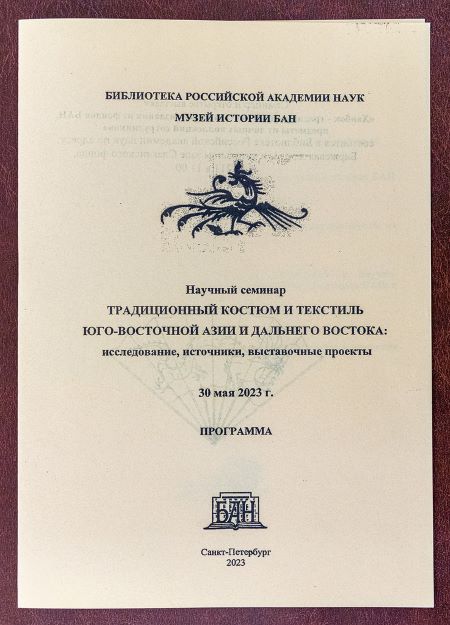 БИБЛИОТЕКА РОССИЙСКОЙ АКАДЕМИИ НАУК
МУЗЕЙ ИСТОРИИ БАН
Научный семинар
ТРАДИЦИОННЫЙ КОСТЮМ И ТЕКСТИЛЬ
ЮГО-ВОСТОЧНОЙ АЗИИ И ДАЛЬНЕГО ВОСТОКА:
исследование, источники, выставочные проекты
30 мая 2023 г.
ПРОГРАММА
БАН
Санкт-Петербург
2023